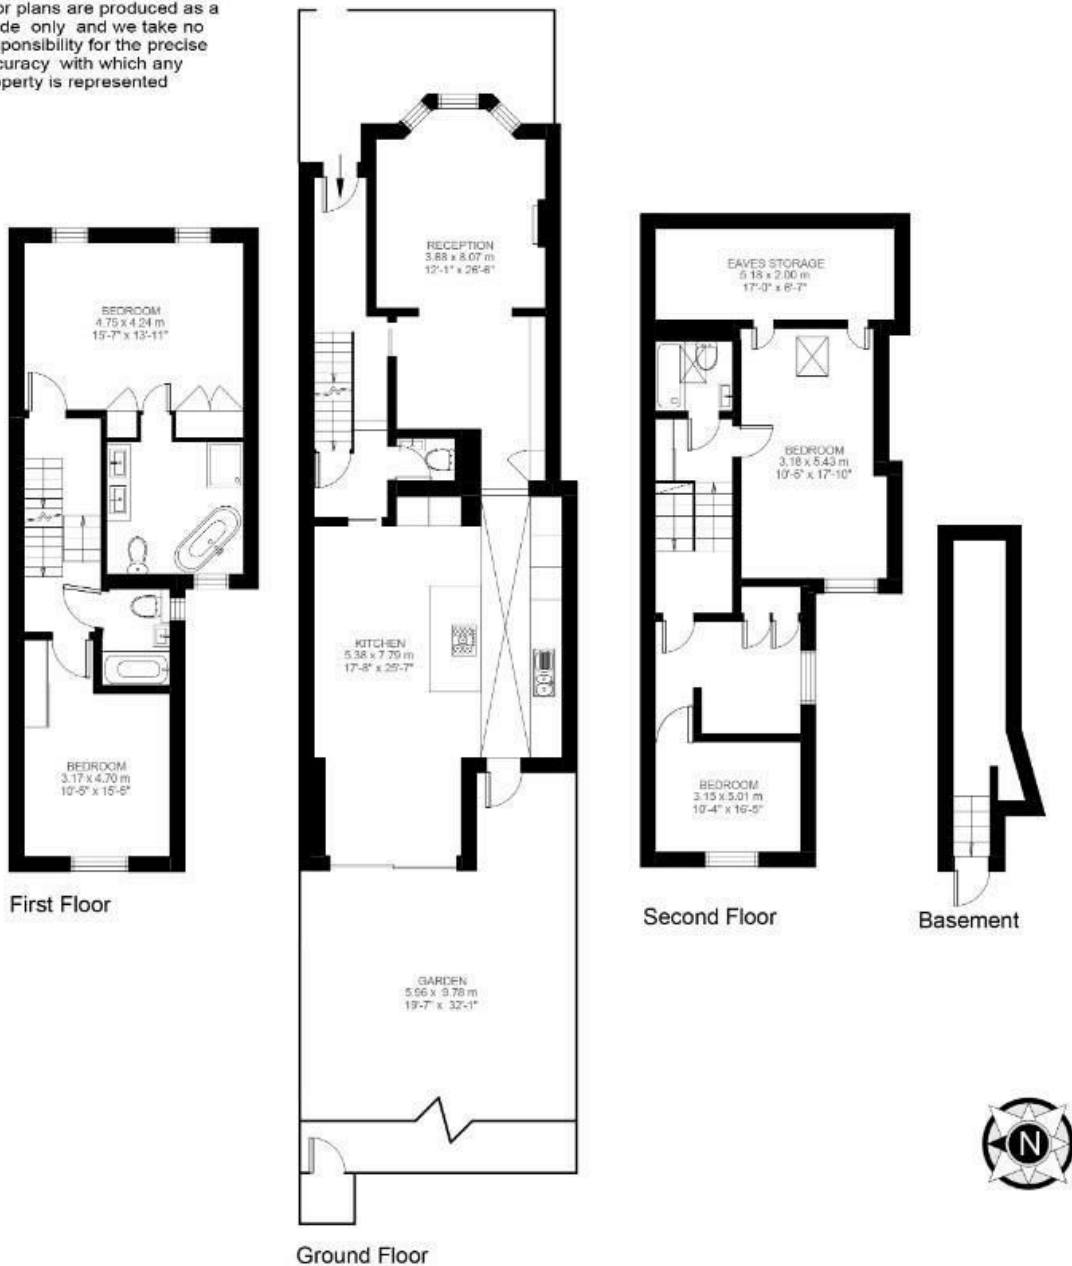 or plans are produced as a
de only and we take no
ponsibility for the precise
curacy with which any
perty is represented
RECEPTION
3.68 x 8.07 m
12'-1" x 26'-6"
BEDROOM
4.75 x 4.24 m
15'-7" x 13'-11"
EAVES STORAGE
5.18 x 2.00 m
17'-0" x 6'-7"
BEDROOM
3.18 x 5.43 m
10'-5" x 17'-10"
KITCHEN
5.38 x 7.79 m
17'-8" x 25'-7"
BEDROOM
3.17 x 4.70 m
10'-5" x 15'-5"
BEDROOM
3.15 x 5.01 m
10'-4" x 16'-5"
First Floor
Second Floor
Basement
GARDEN
5.96 x 9.78 m
19'-7" x 32'-1"
N
Ground Floor